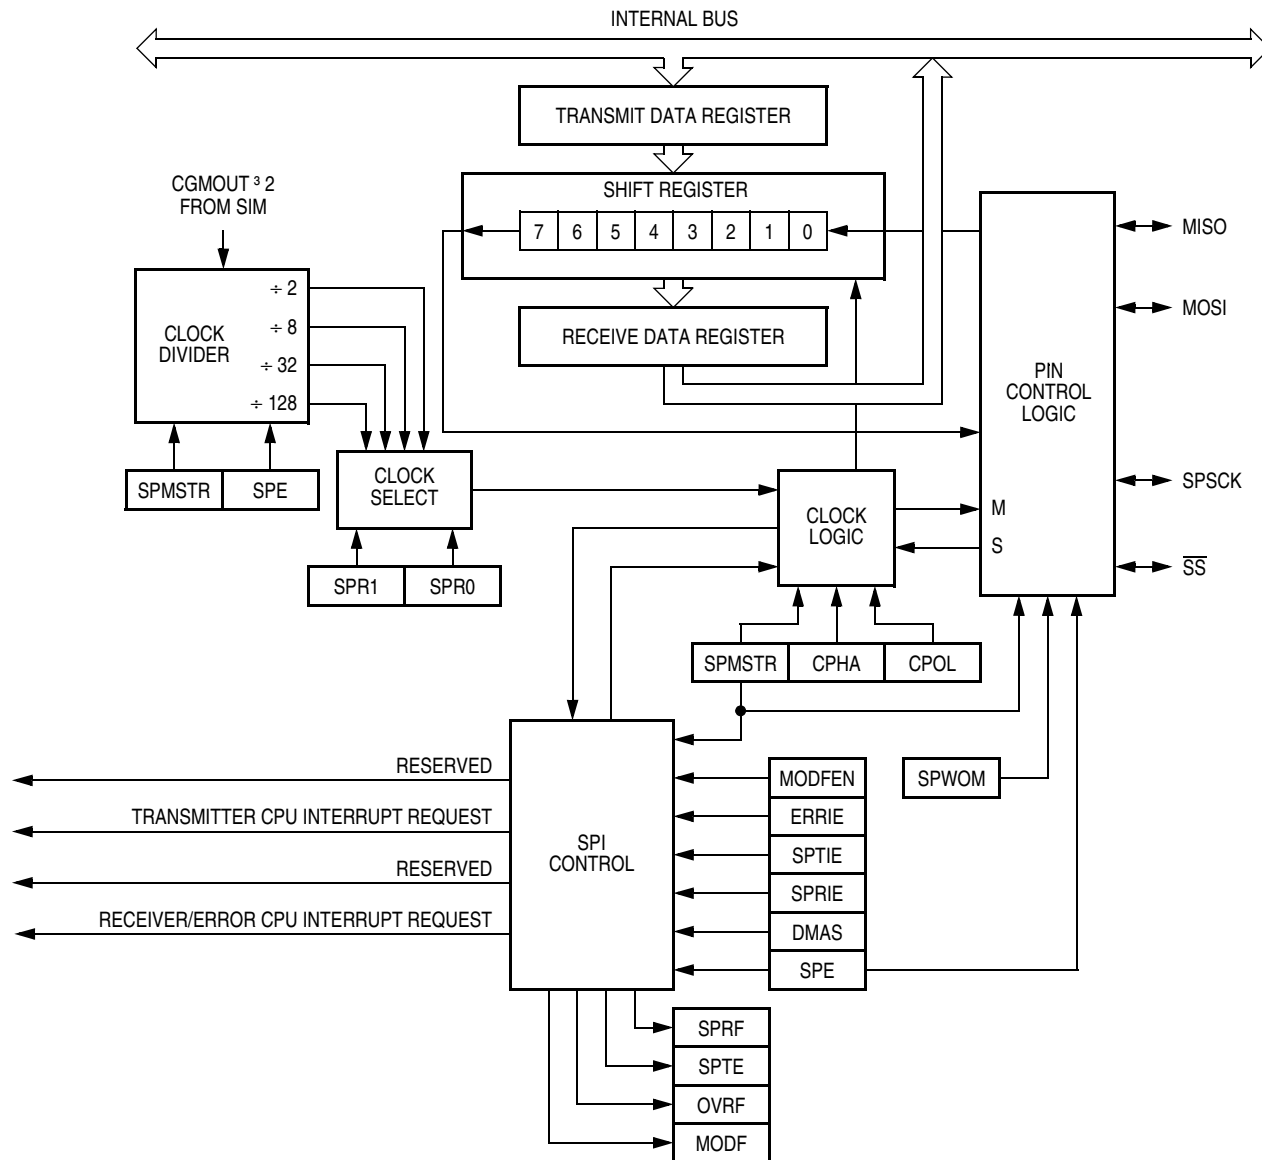 INTERNAL BUS
TRANSMIT DATA REGISTER
CGMOUT ³ 2
FROM SIM
SHIFT REGISTER
7 6 5 4 3 2 1 0
MISO
MOSI
÷ 2
÷ 8
÷ 32
÷ 128
CLOCK
DIVIDER
RECEIVE DATA REGISTER
PIN
CONTROL
LOGIC
SPMSTR SPE
CLOCK
SELECT
SPSCK
M
S
CLOCK
LOGIC
SS
SPR1 SPR0
SPMSTR CPHA CPOL
RESERVED
TRANSMITTER CPU INTERRUPT REQUEST
RESERVED
RECEIVER/ERROR CPU INTERRUPT REQUEST
SPI
CONTROL
MODFEN
ERRIE
SPTIE
SPRIE
DMAS
SPE
SPWOM
SPRF
SPTE
OVRF
MODF